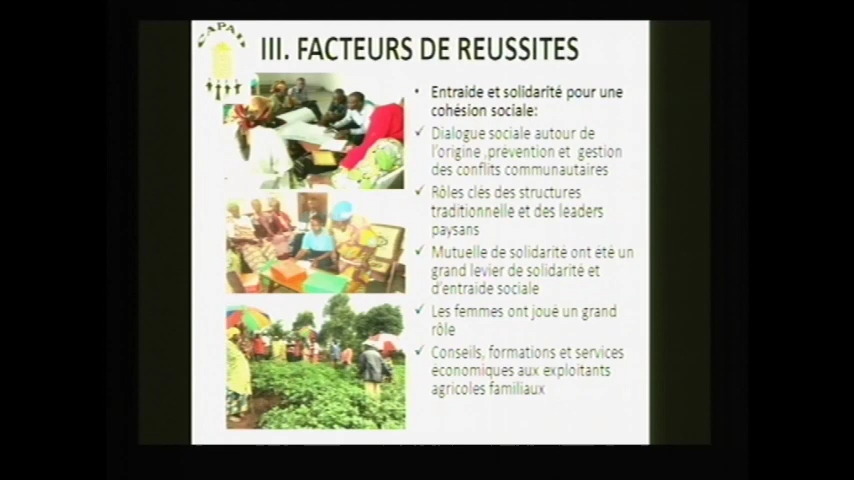 CAPAD
III. FACTEURS DE REUSSITES
• Entraide et solidarité pour une
cohésion sociale:
✓ Dialogue sociale autour de
l'origine ,prévention et gestion
des conflits communautaires
✓ Rôles clés des structures
traditionnelle et des leaders
paysans
✓ Mutuelle de solidarité ont été un
grand levier de solidarité et
d'entraide sociale
✓ Les femmes ont joué un grand
rôle
✓ Conseils, formations et services
économiques aux exploitants
agricoles familiaux